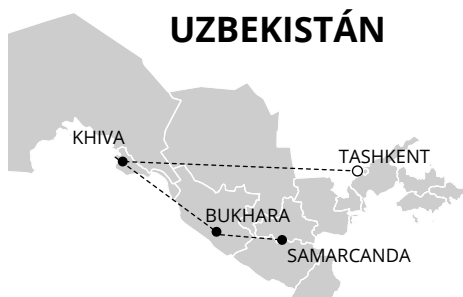 UZBEKISTÁN
KHIVA
TASHKENT
BUKHARA
SAMARCANDA